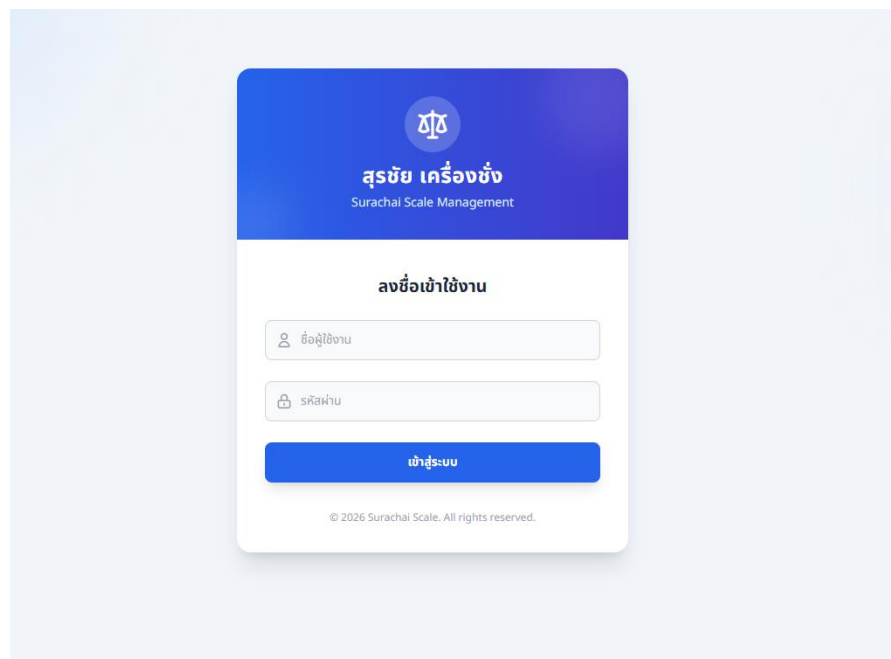 สุรชัย เครื่องชั่ง
Surachai Scale Management
ลงชื่อเข้าใช้งาน
ชื่อผู้ใช้งาน
รหัสผ่าน
เข้าสู่ระบบ
© 2026 Surachai Scale. All rights reserved.